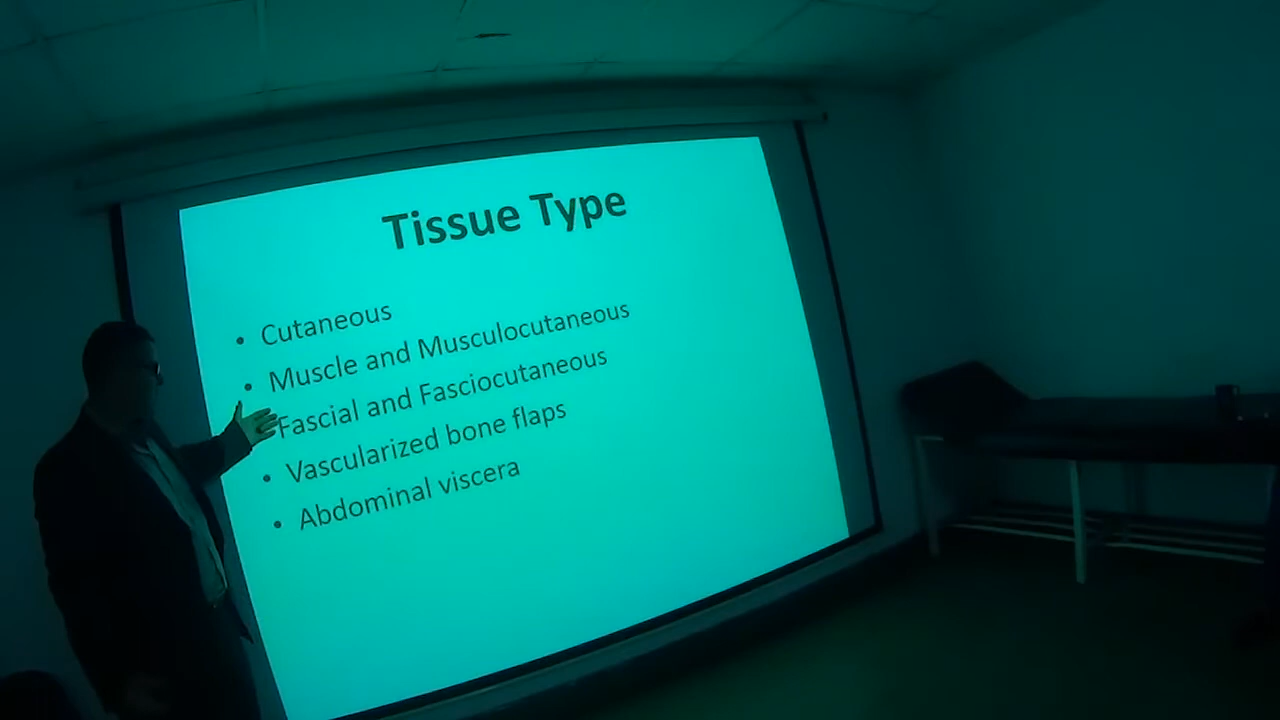 Tissue Type
• Cutaneous
• Muscle and Musculocutaneous
Fascial and Fasciocutaneous
• Vascularized bone flaps
• Abdominal viscera